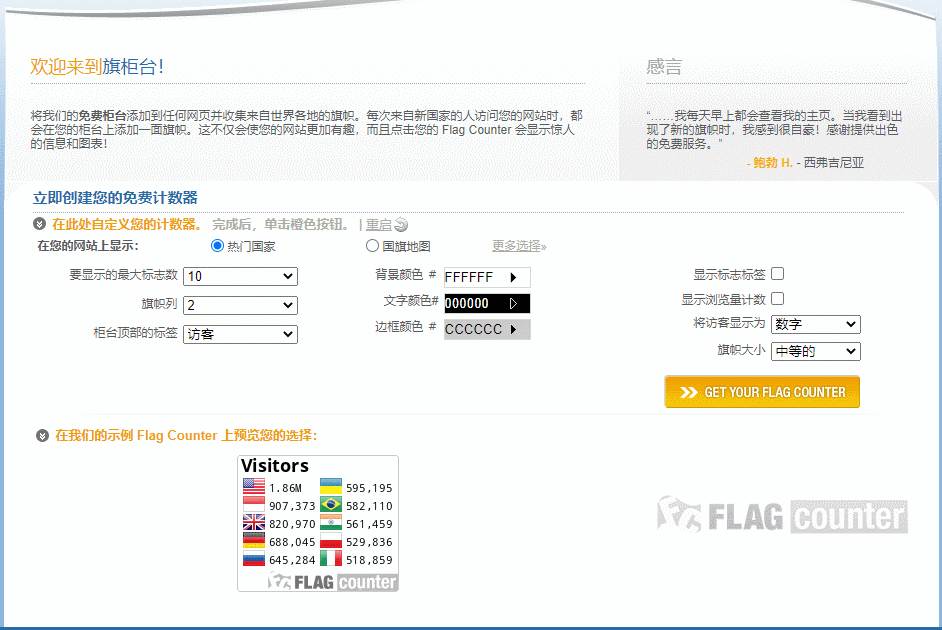 欢迎来到旗柜台!
将我们的免费柜台添加到任何网页并收集来自世界各地的旗帜。每次来自新国家的人访问您的网站时，都
会在您的柜台上添加一面旗帜。这不仅会使您的网站更加有趣，而且点击您的 Flag Counter 会显示惊人
的信息和图表!
感言
“……我每天早上都会查看我的主页。当我看到出
现了新的旗帜时，我感到很自豪！感谢提供出色
的免费服务。”
- 鲍勃 H. - 西弗吉尼亚
立即创建您的免费计数器
在此处自定义您的计数器。 完成后，单击橙色按钮。 | 重启
在您的网站上显示： 热门国家 国旗地图 更多选择»
要显示的最大标志数 10
旗帜列 2
柜台顶部的标签 访客
背景颜色 # FFFFFF
文字颜色# 000000
边框颜色 # CCCCCC
显示标志标签
显示浏览量计数
将访客显示为 数字
旗帜大小 中等的
GET YOUR FLAG COUNTER
在我们的示例 Flag Counter 上预览您的选择：
Visitors
1.86M 595,195
907,373 582,110
820,970 561,459
688,045 529,836
645,284 518,859
FLAG counter
FLAG counter